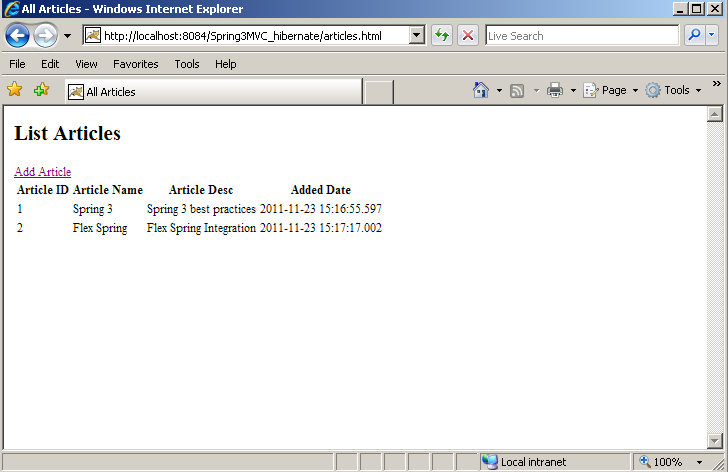 All Articles - Windows Internet Explorer
http://localhost:8084/Spring3MVC_hibernate/articles.html Live Search
File Edit View Favorites Tools Help
All Articles Page Tools »
List Articles
Add Article
Article ID Article Name Article Desc Added Date
1 Spring 3 Spring 3 best practices 2011-11-23 15:16:55.597
2 Flex Spring Flex Spring Integration 2011-11-23 15:17:17.002
Local intranet 100%